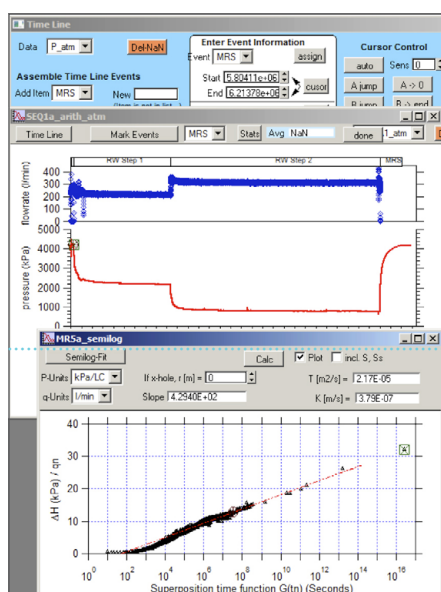 Time Line
Data P_atm Del-NaN
Enter Event Information
Event MRS assign
Start 5.80411e+06
End 6.21378e+06 cusor
Cursor Control
auto Sens 0
A jump A -> 0
B jump B -> end
Assemble Time Line Events
Add Item MRS New
SEQ1a_arith_atm
Time Line Mark Events MRS Stats Avg NaN done 1_atm
RW Step 1 RW Step 2 MRS
flowrate (l/min)
400
300
200
100
0
pressure (kPa)
5000
4000
3000
2000
1000
0
MR5a_semilog
Semilog-Fit Calc Plot incl. S, Ss
P-Units kPa/LC If x-hole, r [m] = 0 T [m2/s] = 2.17E-05
q-Units l/min Slope 4.2940E+02 K [m/s] = 3.79E-07
ΔH (kPa) / qn
40
30
20
10
0
A
10^0 10^2 10^4 10^6 10^8 10^10 10^12 10^14 10^16
Superposition time function G(tn) (Seconds)